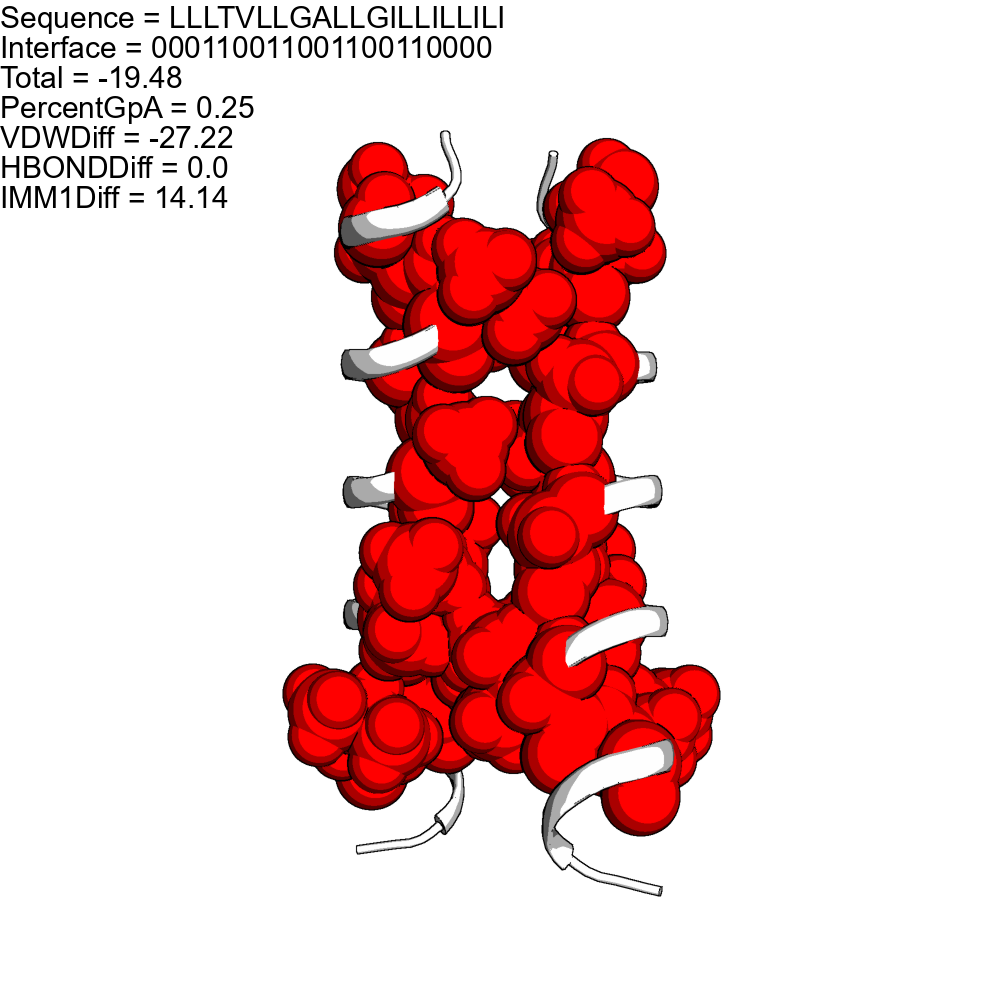 Sequence = LLLTVLLGALLGILLILLILI
Interface = 000110011001100110000
Total = -19.48
PercentGpA = 0.25
VDWDiff = -27.22
HBONDDiff = 0.0
IMM1Diff = 14.14